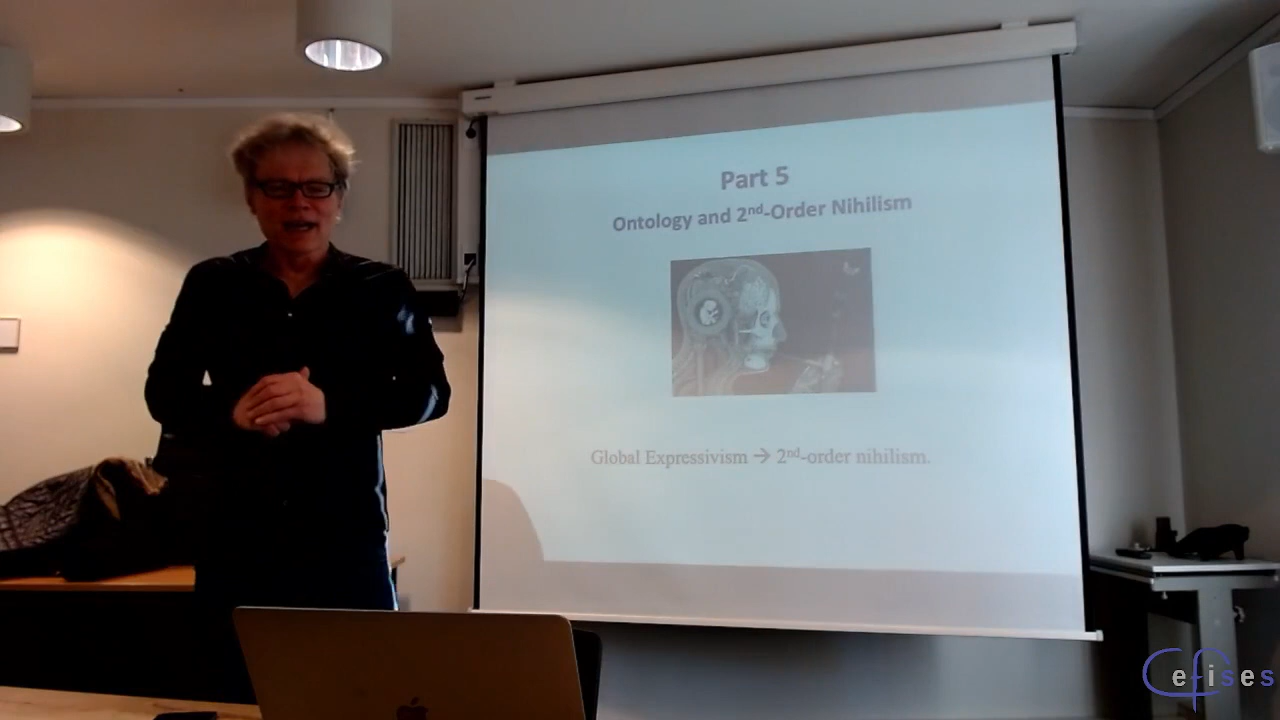 Part 5
Ontology and 2nd-Order Nihilism
Global Expressivism → 2nd-order nihilism.
Cefises